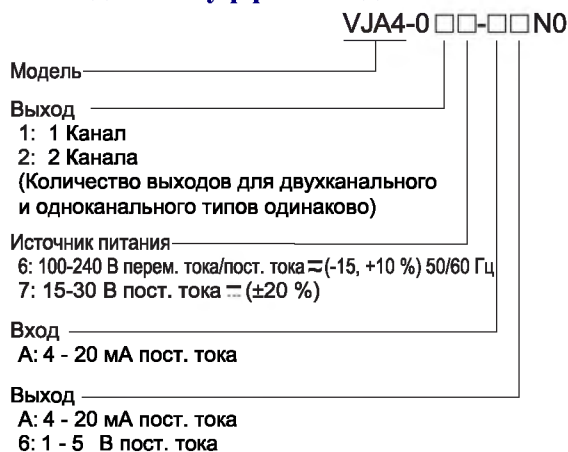 VJA4-0□□-□□N0
Модель
Выход
1: 1 Канал
2: 2 Канала
(Количество выходов для двухканального
и одноканального типов одинаково)
Источник питания
6: 100-240 В перем. тока/пост. тока (-15, +10 %) 50/60 Гц
7: 15-30 В пост. тока ⎓ (±20 %)
Вход
А: 4 - 20 мА пост. тока
Выход
А: 4 - 20 мА пост. тока
6: 1 - 5 В пост. тока